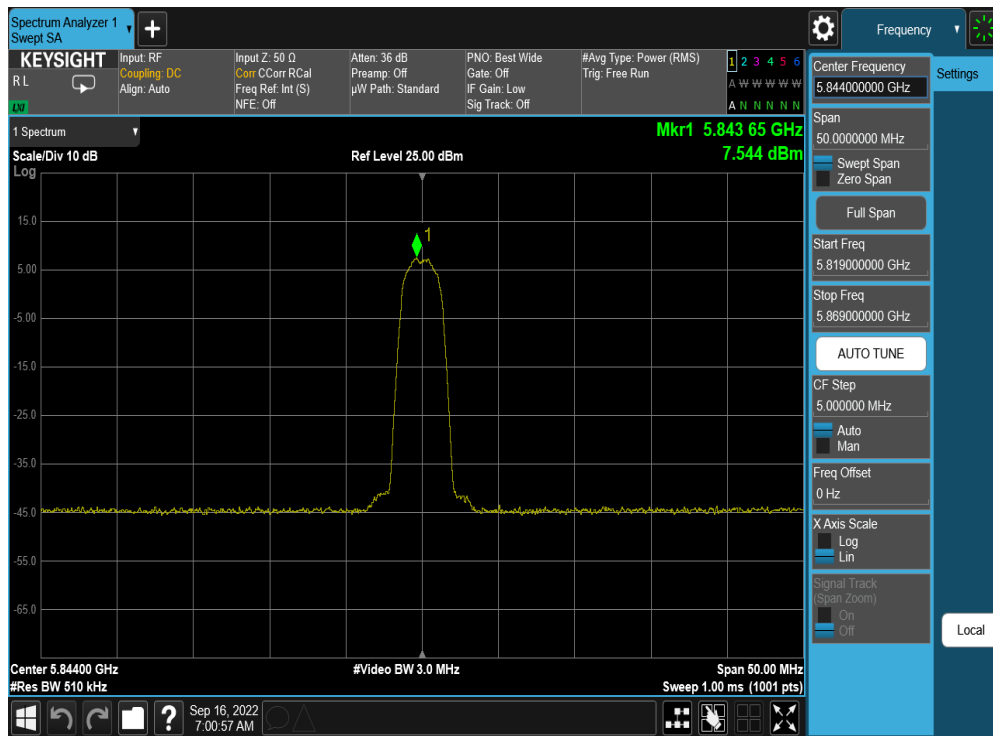 Spectrum Analyzer 1
Swept SA
Frequency
KEYSIGHT
R L
LXI
Input: RF
Coupling: DC
Align: Auto
Input Z: 50 Ω
Corr CCorr RCal
Freq Ref: Int (S)
NFE: Off
Atten: 36 dB
Preamp: Off
µW Path: Standard
PNO: Best Wide
Gate: Off
IF Gain: Low
Sig Track: Off
#Avg Type: Power (RMS)
Trig: Free Run
1 2 3 4 5 6
A W W W W W
A N N N N N
1 Spectrum
Mkr1 5.843 65 GHz
Scale/Div 10 dB
Ref Level 25.00 dBm
7.544 dBm
Log
15.0
1
5.00
-5.00
-15.0
-25.0
-35.0
-45.0
-55.0
-65.0
Center 5.84400 GHz
#Video BW 3.0 MHz
Span 50.00 MHz
#Res BW 510 kHz
Sweep 1.00 ms (1001 pts)
Sep 16, 2022
7:00:57 AM
Center Frequency
5.844000000 GHz
Settings
Span
50.0000000 MHz
Swept Span
Zero Span
Full Span
Start Freq
5.819000000 GHz
Stop Freq
5.869000000 GHz
AUTO TUNE
CF Step
5.000000 MHz
Auto
Man
Freq Offset
0 Hz
X Axis Scale
Log
Lin
Signal Track
(Span Zoom)
On
Off
Local